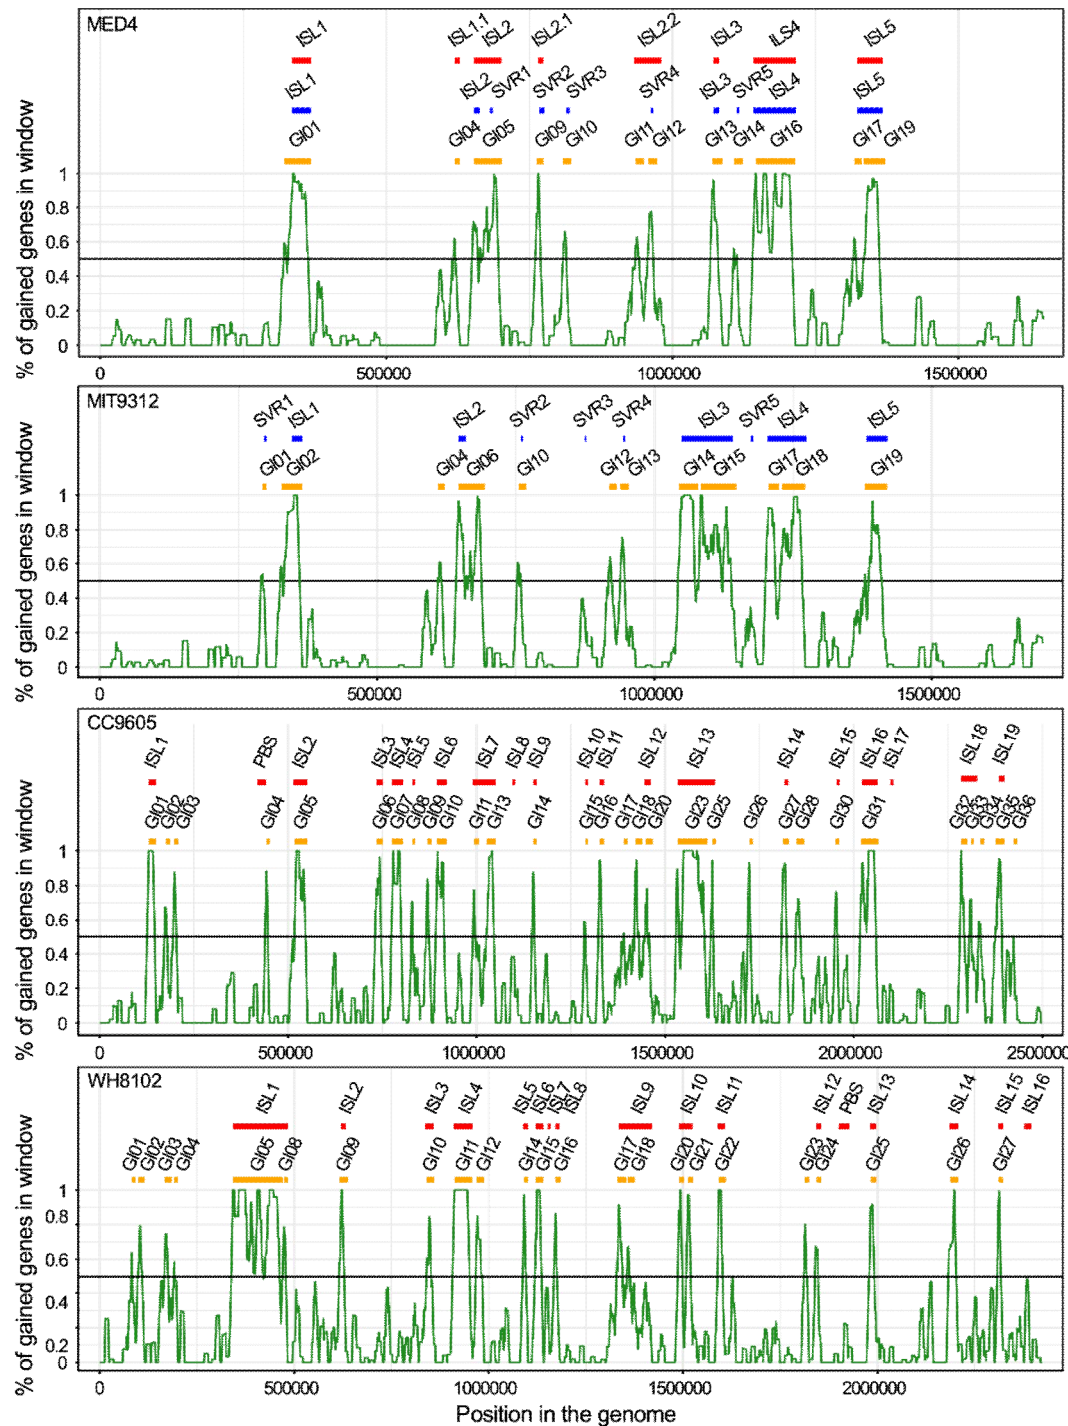 MED4
ISL1 ISL1.1 ISL2 ISL2.1 ISL2.2 ISL3 ILS4 ISL5
ISL1 ISL2 SVR1 SVR2 SVR3 SVR4 ISL3 SVR5 ISL4 ISL5
GI01 GI04 GI05 GI09 GI10 GI11 GI12 GI13 GI14 GI16 GI17 GI19
% of gained genes in window
1
0.8
0.6
0.4
0.2
0
0 500000 1000000 1500000
MIT9312
SVR1 ISL1 ISL2 SVR2 SVR3 SVR4 ISL3 SVR5 ISL4 ISL5
GI01 GI02 GI04 GI06 GI10 GI12 GI13 GI14 GI15 GI17 GI18 GI19
% of gained genes in window
1
0.8
0.6
0.4
0.2
0
0 500000 1000000 1500000
CC9605
ISL1 PBS ISL2 ISL3 ISL4 ISL5 ISL6 ISL7 ISL8 ISL9 ISL10 ISL11 ISL12 ISL13 ISL14 ISL15 ISL16 ISL17 ISL18 ISL19
GI01 GI02 GI03 GI04 GI05 GI06 GI07 GI08 GI09 GI10 GI11 GI13 GI14 GI15 GI16 GI17 GI18 GI20 GI23 GI25 GI26 GI27 GI28 GI30 GI31 GI32 GI33 GI34 GI35 GI36
% of gained genes in window
1
0.8
0.6
0.4
0.2
0
0 500000 1000000 1500000 2000000 2500000
WH8102
ISL1 ISL2 ISL3 ISL4 ISL5 ISL6 ISL7 ISL8 ISL9 ISL10 ISL11 ISL12 PBS ISL13 ISL14 ISL15 ISL16
GI01 GI02 GI03 GI04 GI05 GI08 GI09 GI10 GI11 GI12 GI14 GI15 GI16 GI17 GI18 GI20 GI21 GI22 GI23 GI24 GI25 GI26 GI27
% of gained genes in window
1
0.8
0.6
0.4
0.2
0
0 500000 1000000 1500000 2000000
Position in the genome